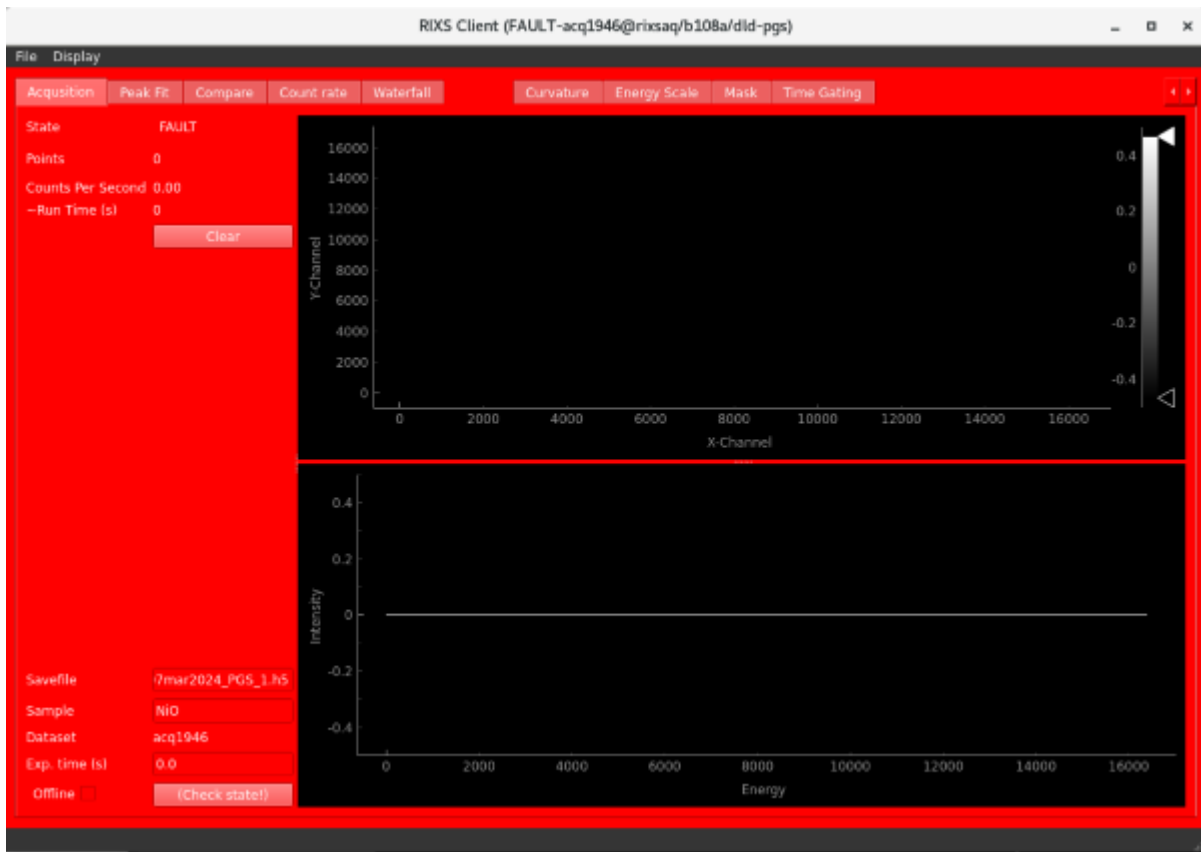 RIXS Client (FAULT-acq1946@rixsaq/b108a/dld-pgs)
File Display
Acqusition Peak Fit Compare Count rate Waterfall Curvature Energy Scale Mask Time Gating
State FAULT
Points 0
Counts Per Second 0.00
−Run Time (s) 0
Clear
16000
14000
12000
10000
8000
6000
4000
2000
0
Y-Channel
0 2000 4000 6000 8000 10000 12000 14000 16000
X-Channel
0.4
0.2
0
-0.2
-0.4
0.4
0.2
0
-0.2
-0.4
Intensity
0 2000 4000 6000 8000 10000 12000 14000 16000
Energy
Savefile 7mar2024_PGS_1.h5
Sample NiO
Dataset acq1946
Exp. time (s) 0.0
Offline (Check state!)